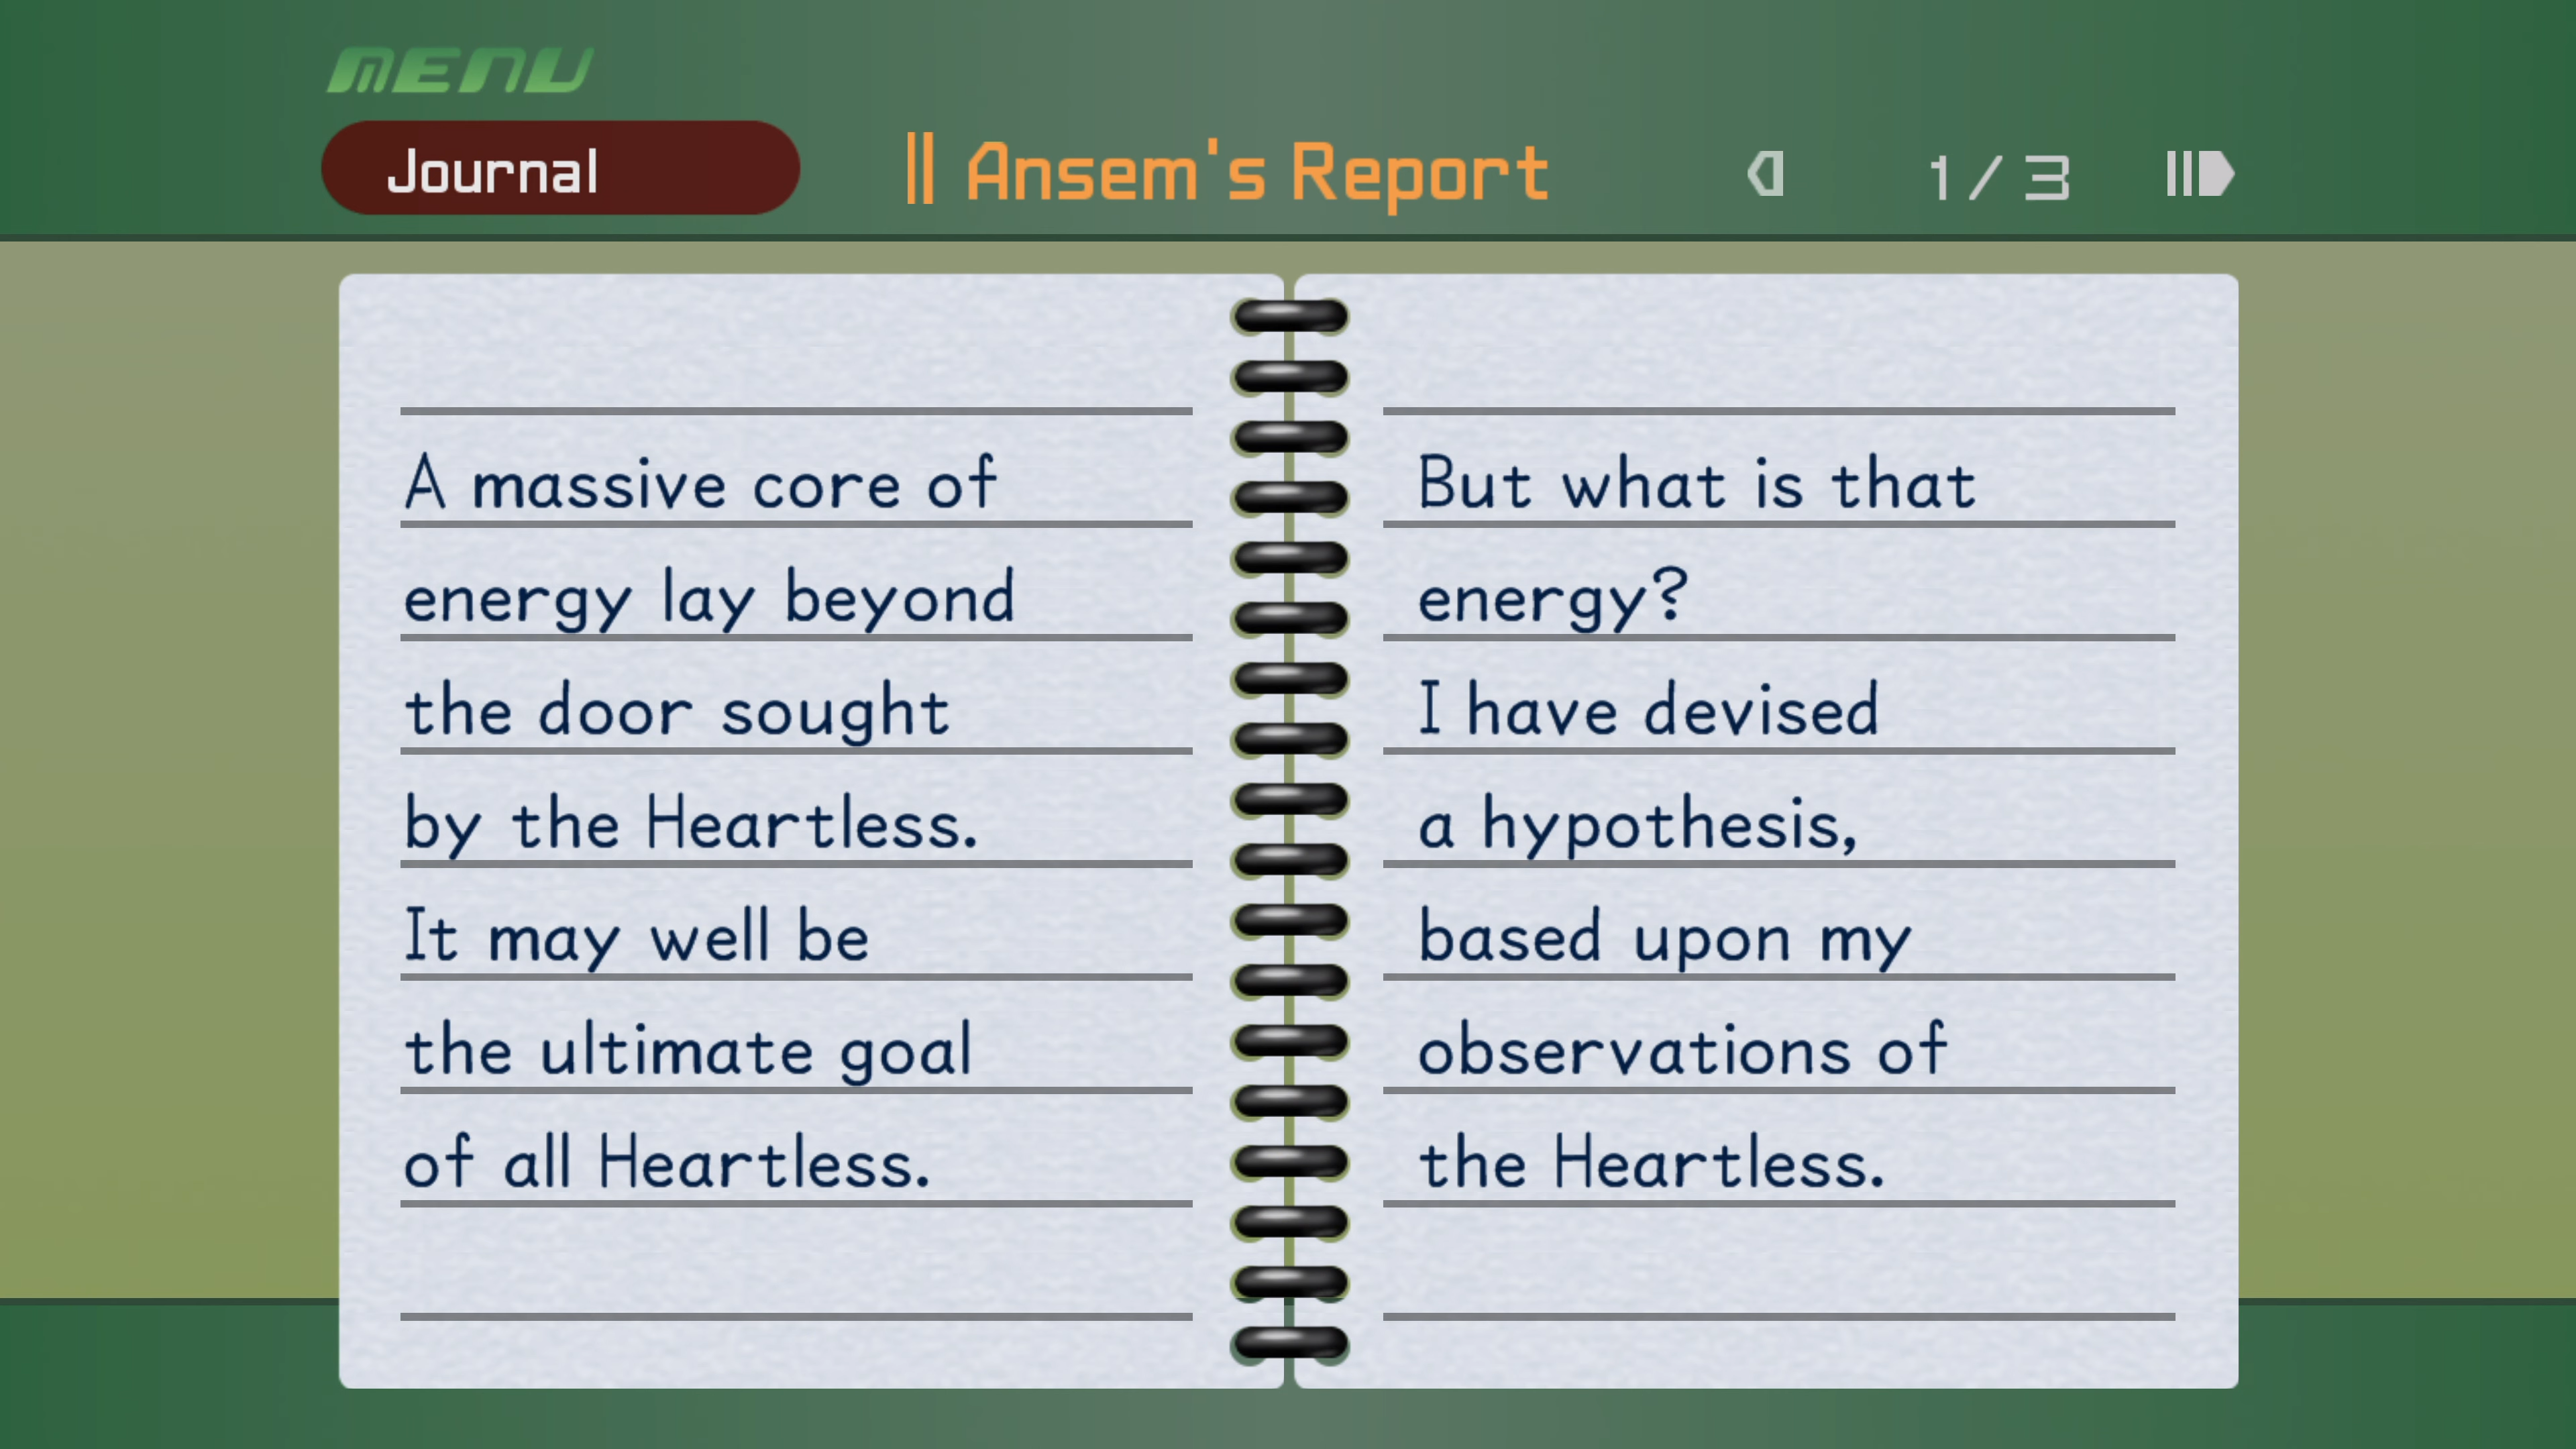 MENU
Journal
Ansem's Report
1/3
A massive core of
energy lay beyond
the door sought
by the Heartless.
It may well be
the ultimate goal
of all Heartless.
But what is that
energy?
I have devised
a hypothesis,
based upon my
observations of
the Heartless.